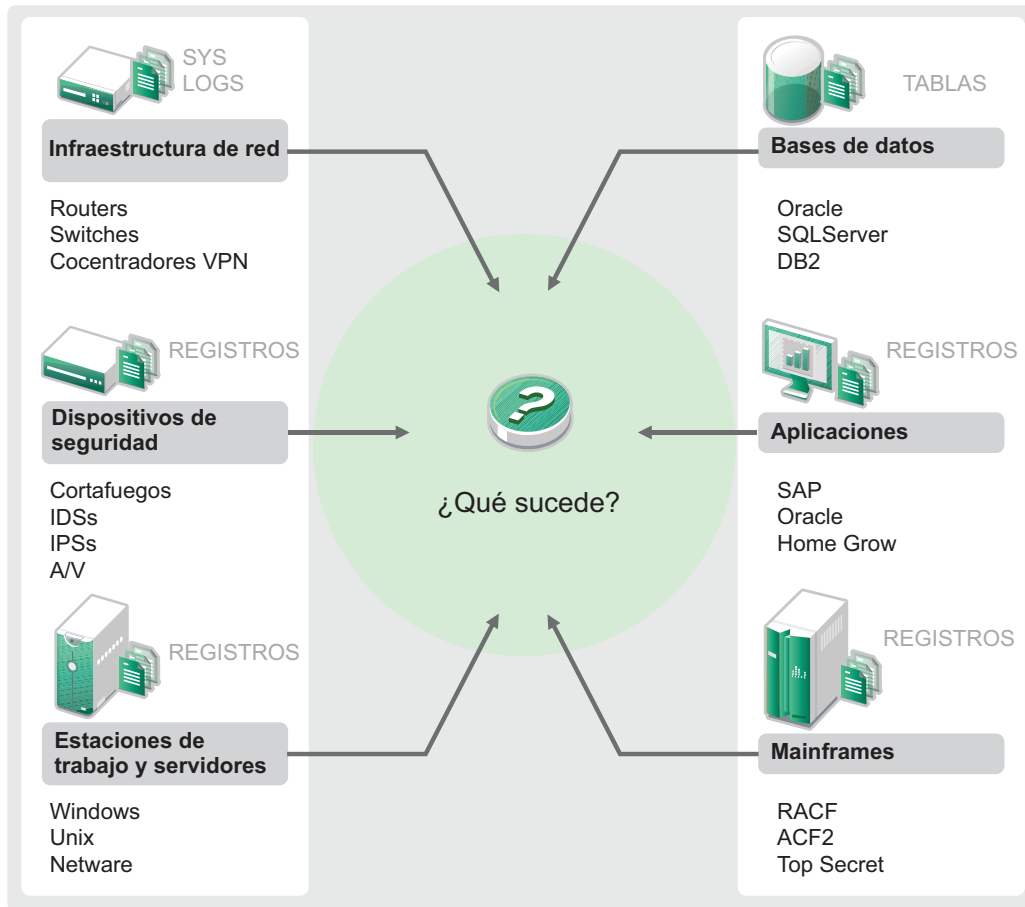 SYS
LOGS
Infraestructura de red
Routers
Switches
Cocentradores VPN
REGISTROS
Dispositivos de
seguridad
Cortafuegos
IDSs
IPSs
A/V
REGISTROS
Estaciones de
trabajo y servidores
Windows
Unix
Netware
¿Qué sucede?
TABLAS
Bases de datos
Oracle
SQLServer
DB2
REGISTROS
Aplicaciones
SAP
Oracle
Home Grow
REGISTROS
Mainframes
RACF
ACF2
Top Secret